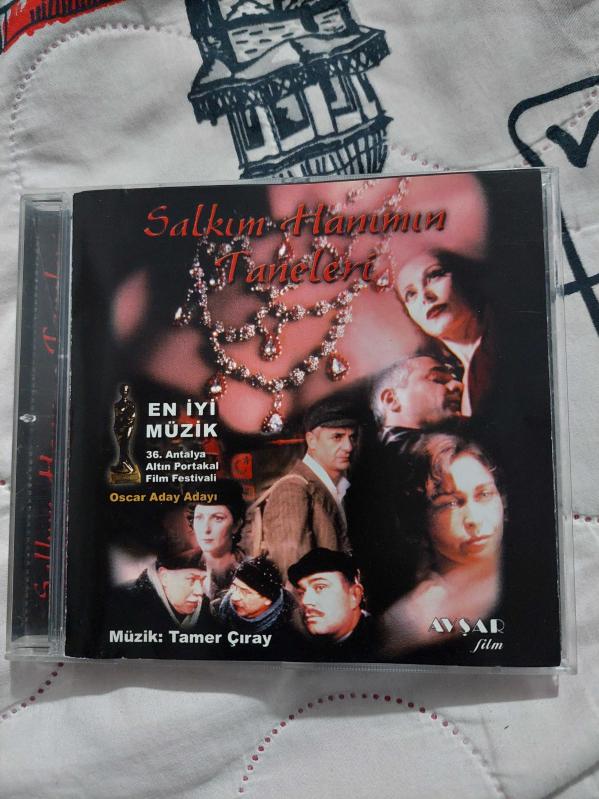 Salkım Hanımın
Taneleri
EN İYİ
MÜZİK
36. Antalya
Altın Portakal
Film Festivali
Oscar Aday Adayı
Müzik: Tamer Çıray
AVŞAR
film